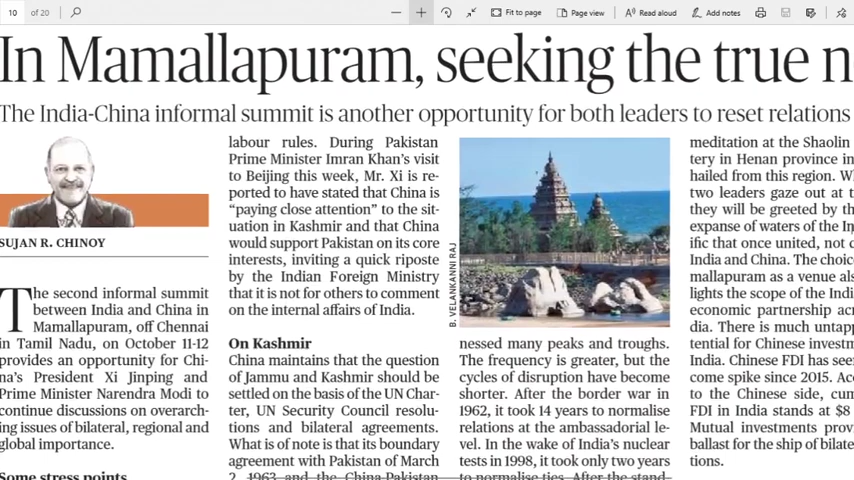 10 of 20 Fit to page Page view Read aloud Add notes
In Mamallapuram, seeking the true n
The India-China informal summit is another opportunity for both leaders to reset relations
SUJAN R. CHINOY
The second informal summit
between India and China in
Mamallapuram, off Chennai
in Tamil Nadu, on October 11-12
provides an opportunity for Chi-
na's President Xi Jinping and
Prime Minister Narendra Modi to
continue discussions on overarch-
ing issues of bilateral, regional and
global importance.
Some stress points
labour rules. During Pakistan
Prime Minister Imran Khan's visit
to Beijing this week, Mr. Xi is re-
ported to have stated that China is
"paying close attention" to the sit-
uation in Kashmir and that China
would support Pakistan on its core
interests, inviting a quick riposte
by the Indian Foreign Ministry
that it is not for others to comment
on the internal affairs of India.
On Kashmir
China maintains that the question
of Jammu and Kashmir should be
settled on the basis of the UN Char-
ter, UN Security Council resolu-
tions and bilateral agreements.
What is of note is that its boundary
agreement with Pakistan of March
2, 1963 and the China-Pakistan
B. VELANKANNI RAJ
nessed many peaks and troughs.
The frequency is greater, but the
cycles of disruption have become
shorter. After the border war in
1962, it took 14 years to normalise
relations at the ambassadorial le-
vel. In the wake of India's nuclear
tests in 1998, it took only two years
to normalise ties. After the stand-
meditation at the Shaolin
tery in Henan province in
hailed from this region. W
two leaders gaze out at t
they will be greeted by th
expanse of waters of the In
ific that once united, not d
India and China. The choic
mallapuram as a venue als
lights the scope of the Indi
economic partnership acr
dia. There is much untapp
tential for Chinese investm
India. Chinese FDI has seen
come spike since 2015. Acc
to the Chinese side, cum
FDI in India stands at $8
Mutual investments provi
ballast for the ship of bilate
tions.